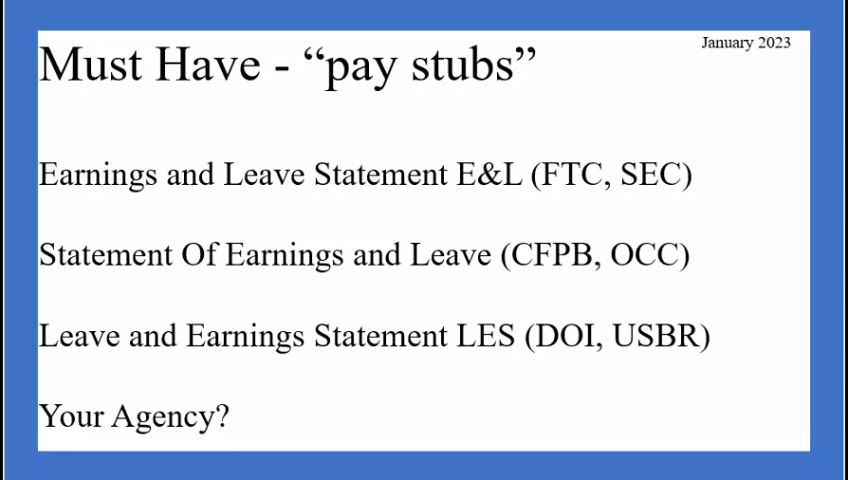 January 2023
Must Have - “pay stubs”
Earnings and Leave Statement E&L (FTC, SEC)
Statement Of Earnings and Leave (CFPB, OCC)
Leave and Earnings Statement LES (DOI, USBR)
Your Agency?